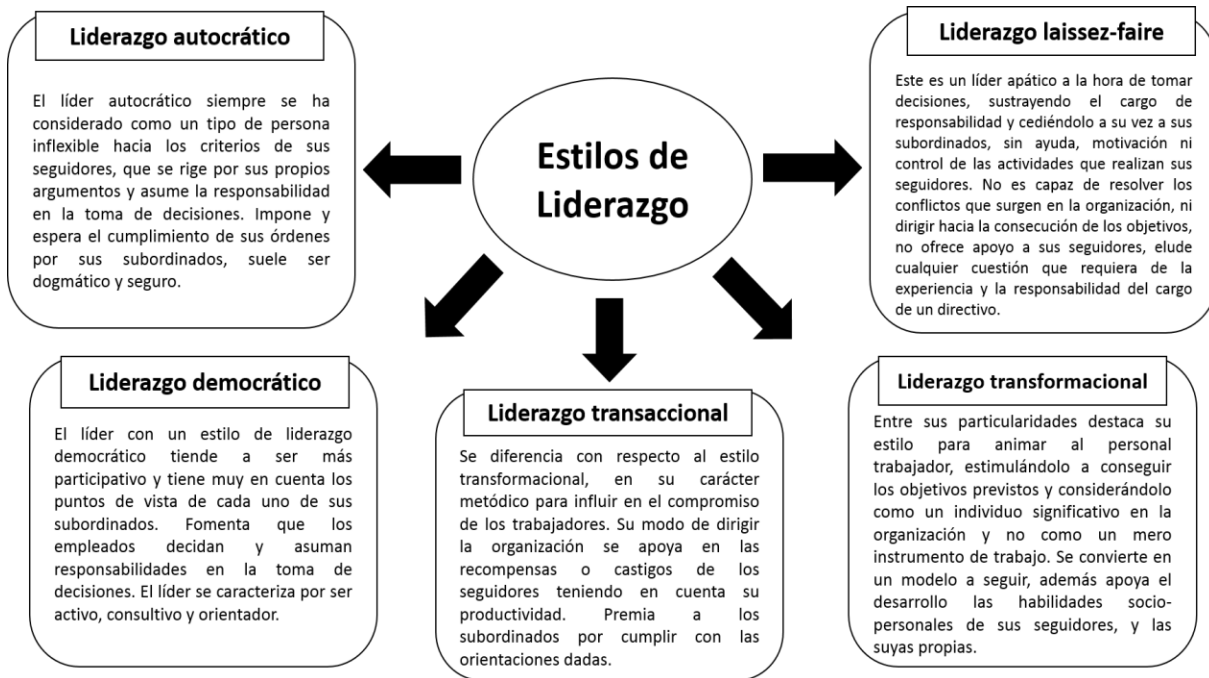 Estilos de
Liderazgo
Liderazgo autocrático
El líder autocrático siempre se ha
considerado como un tipo de persona
inflexible hacia los criterios de sus
seguidores, que se rige por sus propios
argumentos y asume la responsabilidad
en la toma de decisiones. Impone y
espera el cumplimiento de sus órdenes
por sus subordinados, suele ser
dogmático y seguro.
Liderazgo laissez-faire
Este es un líder apático a la hora de tomar
decisiones, sustrayendo el cargo de
responsabilidad y cediéndolo a su vez a sus
subordinados, sin ayuda, motivación ni
control de las actividades que realizan sus
seguidores. No es capaz de resolver los
conflictos que surgen en la organización, ni
dirigir hacia la consecución de los objetivos,
no ofrece apoyo a sus seguidores, elude
cualquier cuestión que requiera de la
experiencia y la responsabilidad del cargo
de un directivo.
Liderazgo democrático
El líder con un estilo de liderazgo
democrático tiende a ser más
participativo y tiene muy en cuenta los
puntos de vista de cada uno de sus
subordinados. Fomenta que los
empleados decidan y asuman
responsabilidades en la toma de
decisiones. El líder se caracteriza por ser
activo, consultivo y orientador.
Liderazgo transaccional
Se diferencia con respecto al estilo
transformacional, en su carácter
metódico para influir en el compromiso
de los trabajadores. Su modo de dirigir
la organización se apoya en las
recompensas o castigos de los
seguidores teniendo en cuenta su
productividad. Premia a los
subordinados por cumplir con las
orientaciones dadas.
Liderazgo transformacional
Entre sus particularidades destaca su
estilo para animar al personal
trabajador, estimulándolo a conseguir
los objetivos previstos y considerándolo
como un individuo significativo en la
organización y no como un mero
instrumento de trabajo. Se convierte en
un modelo a seguir, además apoya el
desarrollo las habilidades socio-
personales de sus seguidores, y las
suyas propias.